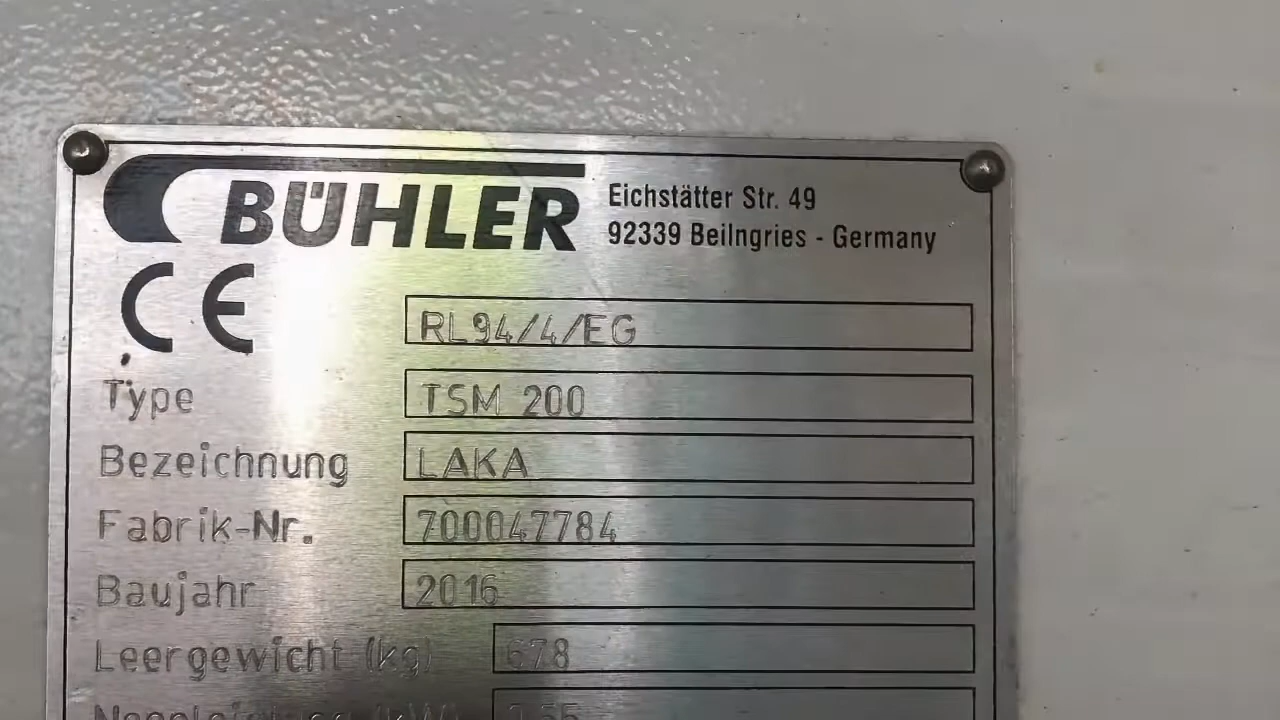 BÜHLER
Eichstätter Str. 49
92339 Beilngries - Germany
CE
RL94/4/EG
Type TSM 200
Bezeichnung LAKA
Fabrik-Nr. 700047784
Baujahr 2016
Leergewicht (kg) 678